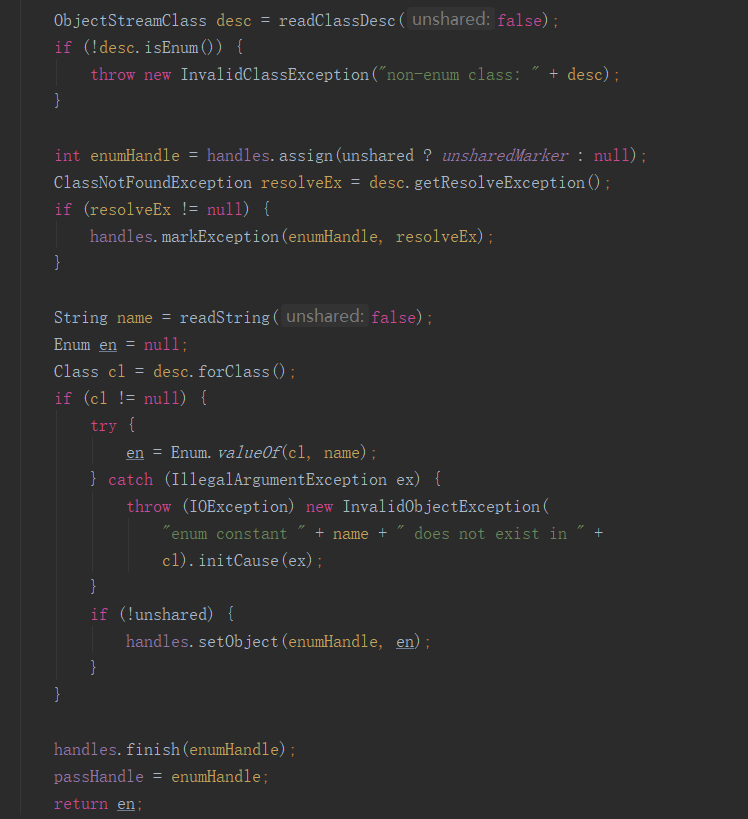 ObjectStreamClass desc = readClassDesc( unshared: false);
if (!desc.isEnum()) {
throw new InvalidClassException("non-enum class: " + desc);
}
int enumHandle = handles.assign(unshared ? unsharedMarker : null);
ClassNotFoundException resolveEx = desc.getResolveException();
if (resolveEx != null) {
handles.markException(enumHandle, resolveEx);
}
String name = readString( unshared: false);
Enum en = null;
Class cl = desc.forClass();
if (cl != null) {
try {
en = Enum.valueOf(cl, name);
} catch (IllegalArgumentException ex) {
throw (IOException) new InvalidObjectException(
"enum constant " + name + " does not exist in " +
cl).initCause(ex);
}
if (!unshared) {
handles.setObject(enumHandle, en);
}
}
handles.finish(enumHandle);
passHandle = enumHandle;
return en;